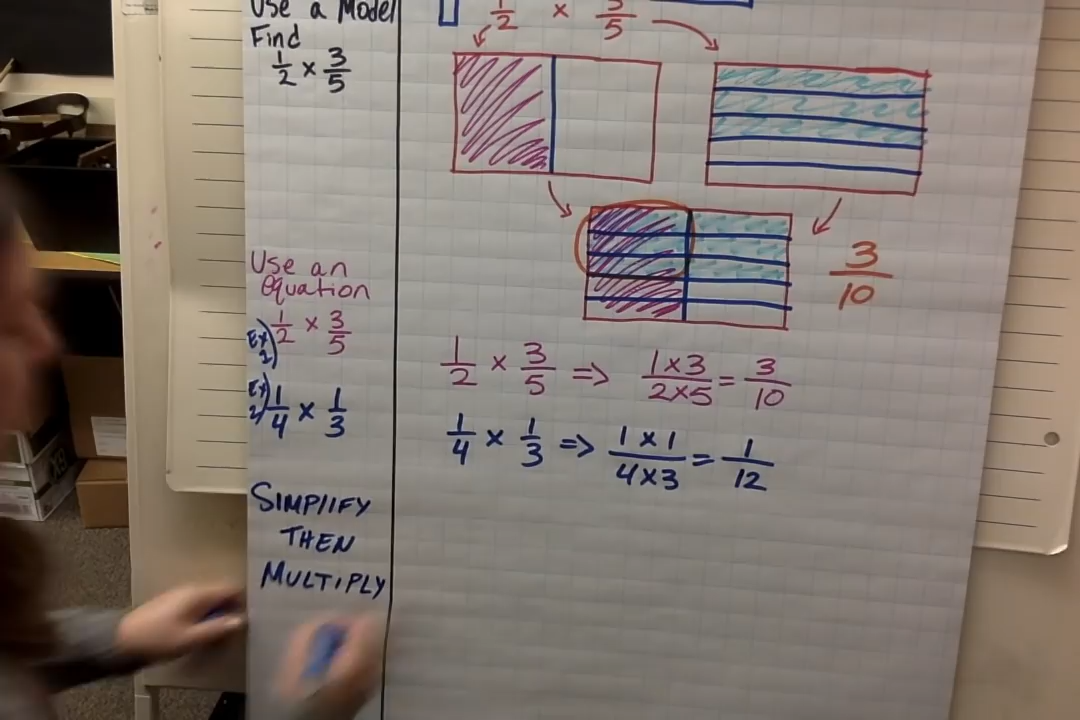 Use a Model
Find
1/2 × 3/5
1/2 × 3/5
3/10
Use an
equation
Ex 2) 1/2 × 3/5
1/2 × 3/5 ⇒ 1×3/2×5 = 3/10
Ex 2) 1/4 × 1/3
1/4 × 1/3 ⇒ 1×1/4×3 = 1/12
SIMPLIFY
THEN
MULTIPLY